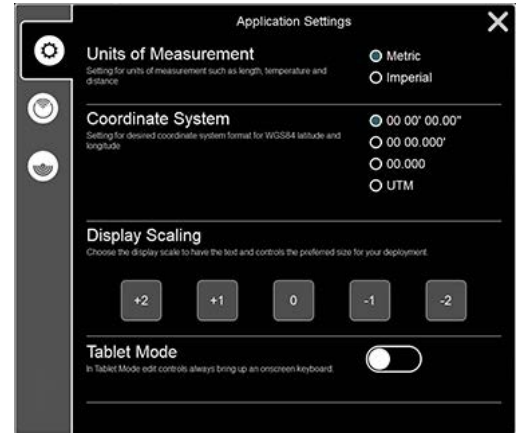 Application Settings
Units of Measurement
Metric
Setting for units of measurement such as length, temperature and
distance
Imperial
Coordinate System
00 00' 00.00"
Setting for desired coordinate system format for WGS84 latitude and
longitude
00 00.000'
00.000
UTM
Display Scaling
Choose the display scale to have the text and controls the preferred size for your deployment.
+2 +1 0 -1 -2
Tablet Mode
In Tablet Mode edit controls always bring up an onscreen keyboard.